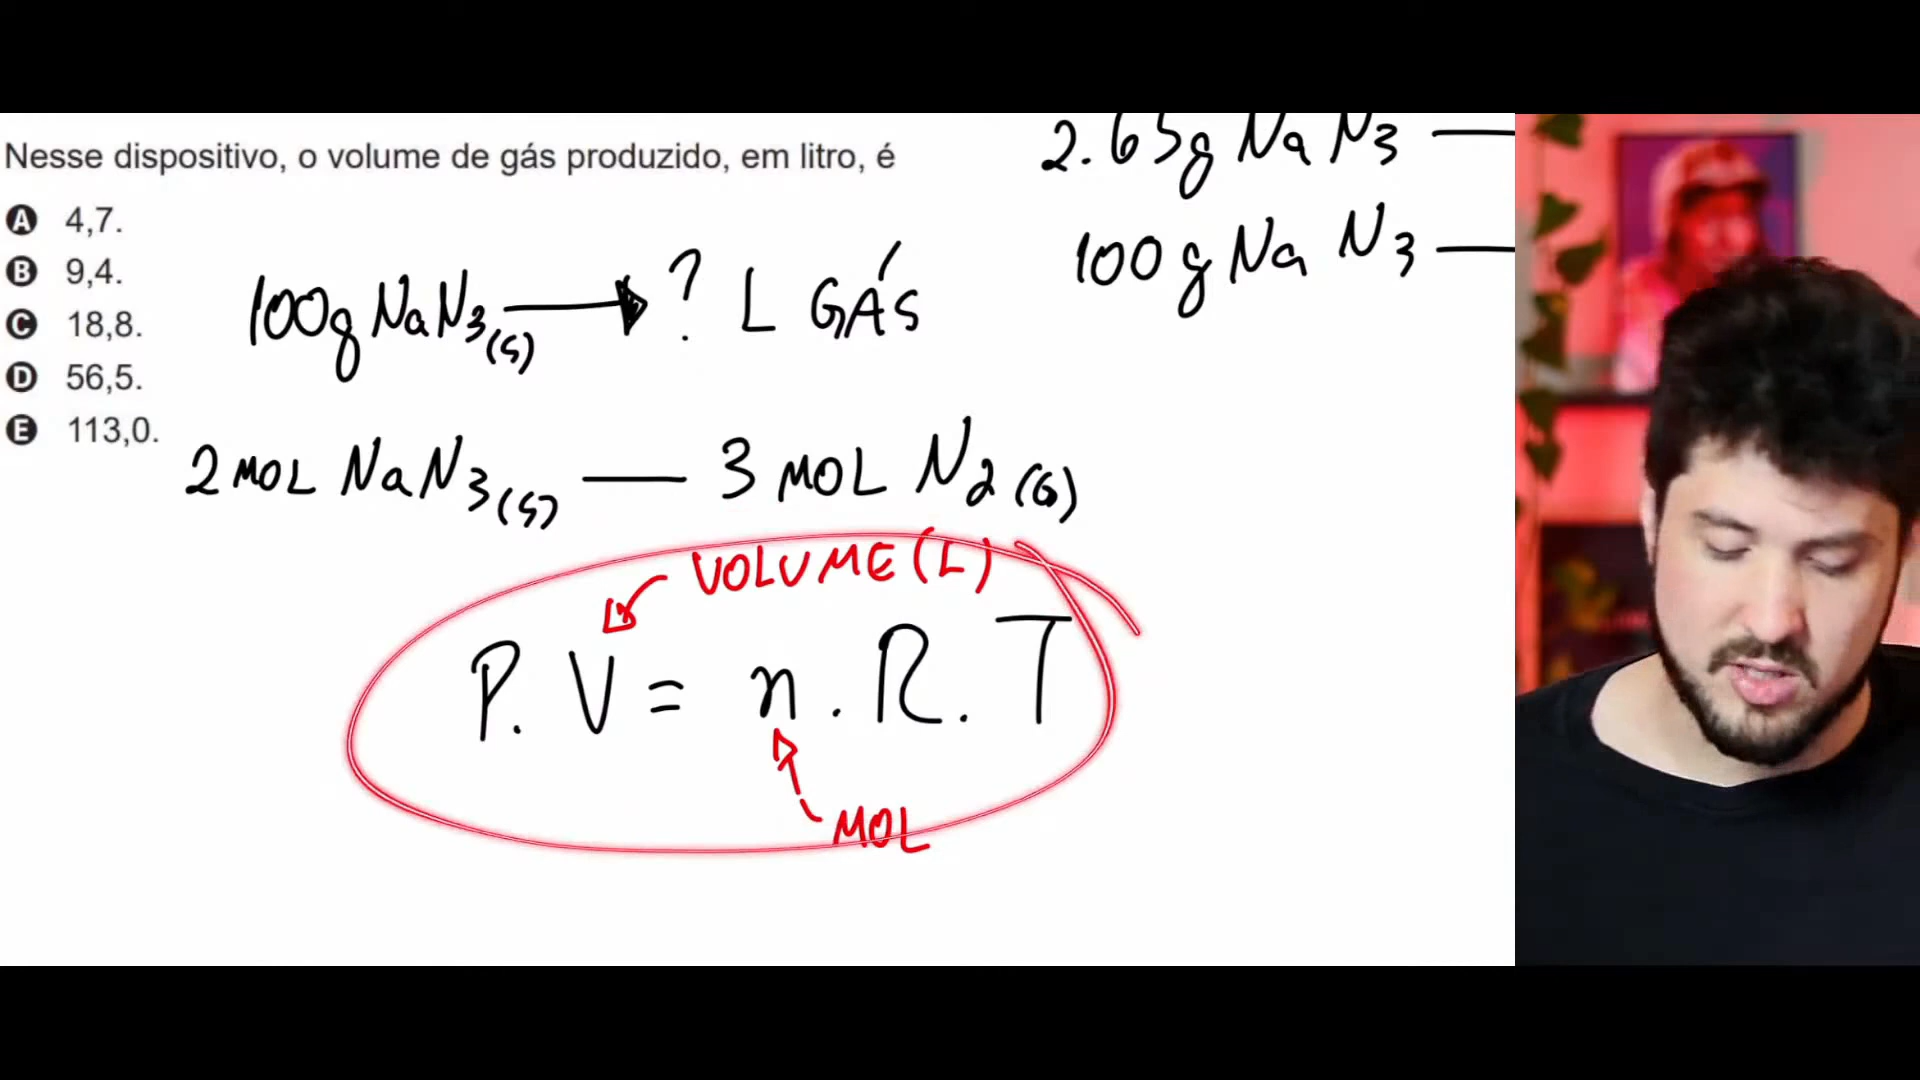 Nesse dispositivo, o volume de gás produzido, em litro, é
A 4,7.
B 9,4.
C 18,8.
D 56,5.
E 113,0.
100g NaN3(s) → ? L GÁS
2 MOL NaN3(s) — 3 MOL N2(G)
VOLUME (L)
P. V = n . R. T
MOL
2.65g NaN3 —
100g NaN3 —